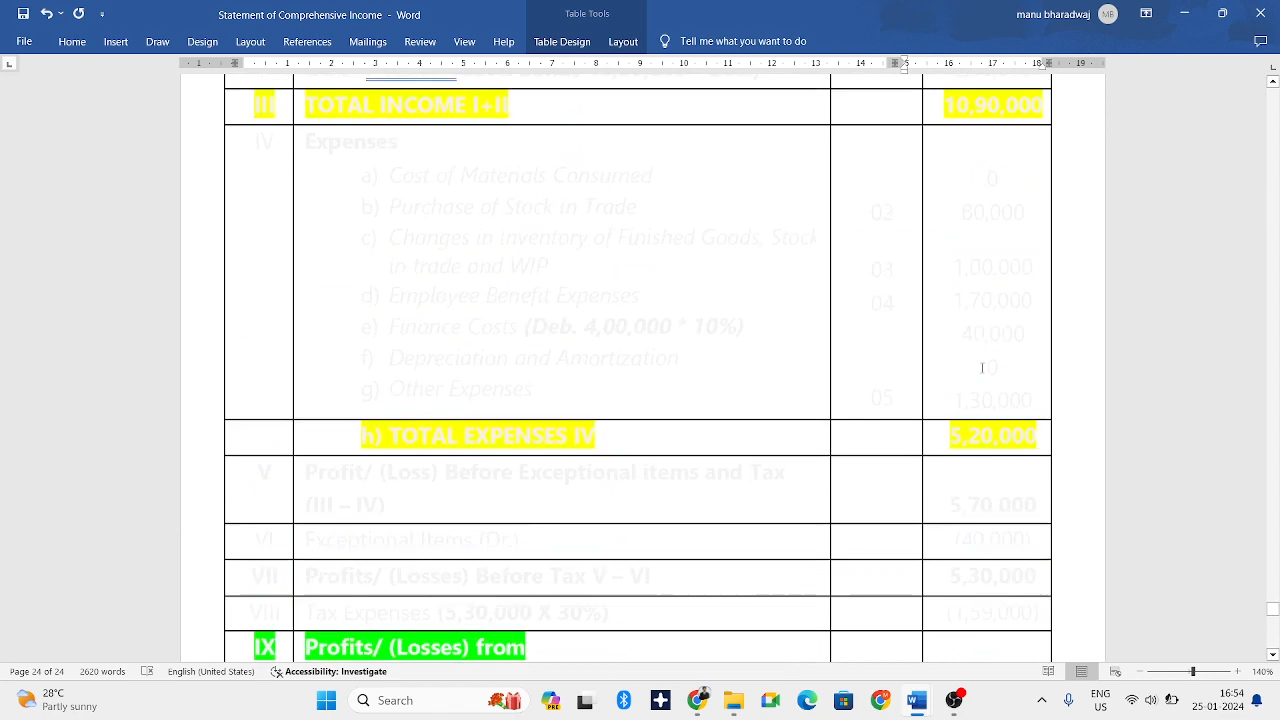 manu baradwaj MB
Table Tools
File Home Insert Draw Design Layout References Mailings Review View Help Table Design Layout Tell me what you want to do
III TOTAL INCOME I+II 10,90,000
IV Expenses
a) Cost of Materials Consumed 0
b) Purchase of Stock in Trade 02 80,000
c) Changes in Inventory of Finished Goods, Stock
in trade and WIP 03 1,00,000
d) Employee Benefit Expenses 04 1,70,000
e) Finance Costs (Deb. 4,00,000 * 10%) 40,000
f) Depreciation and Amortization 0
g) Other Expenses 05 1,30,000
h) TOTAL EXPENSES IV 5,20,000
V Profit/ (Loss) Before Exceptional items and Tax
(III – IV) 5,70,000
VI Exceptional Items (Dr.) (40,000)
VII Profits/ (Losses) Before Tax V – VI 5,30,000
VIII Tax Expenses (5,30,000 X 30%) (1,59,000)
IX Profits/ (Losses) from
Page 24 of 24 2620 words English (United States) Accessibility: Investigate 140%
28°C
Partly sunny
Search
ENG
IN
16:54
25-01-2026